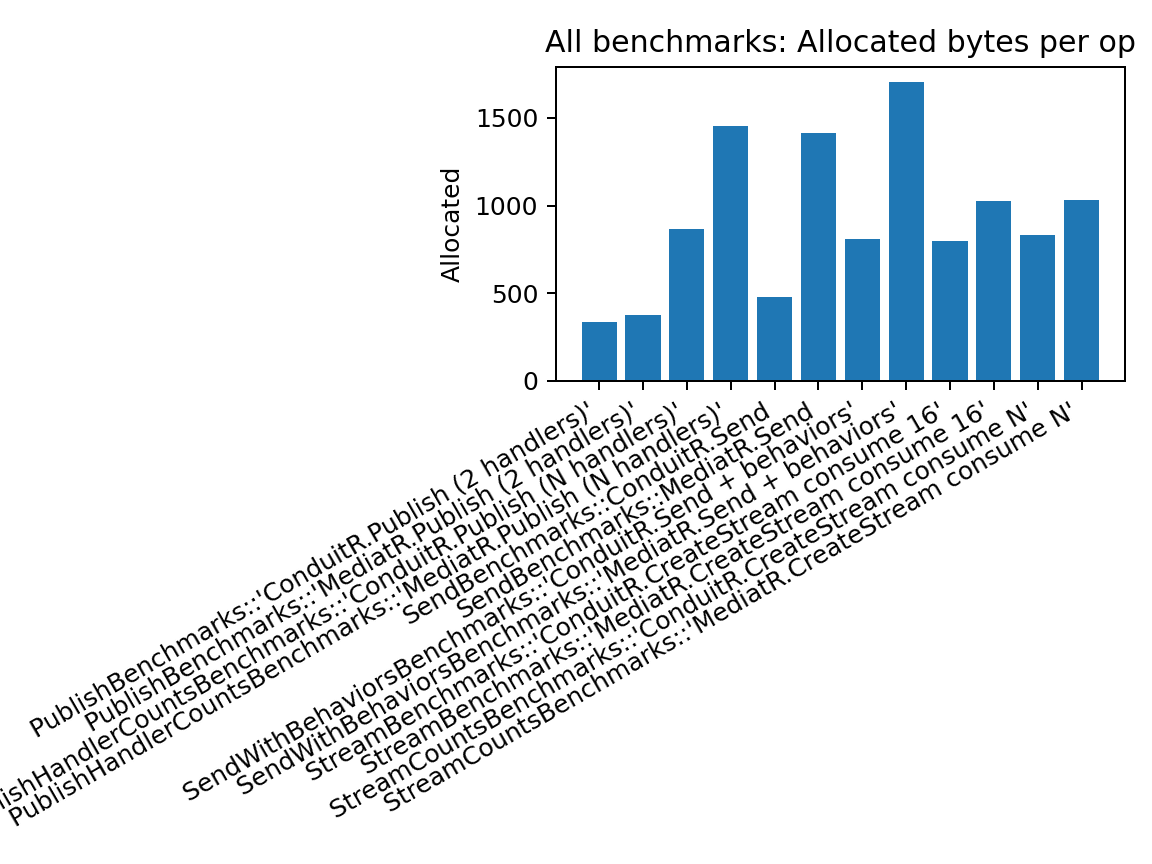 All benchmarks: Allocated bytes per op
Allocated
1500
1000
500
0
PublishBenchmarks::'ConduitR.Publish (2 handlers)'
PublishBenchmarks::'MediatR.Publish (2 handlers)'
lishHandlerCountsBenchmarks::'ConduitR.Publish (N handlers)'
PublishHandlerCountsBenchmarks::'MediatR.Publish (N handlers)'
SendBenchmarks::ConduitR.Send
SendBenchmarks::MediatR.Send
SendWithBehaviorsBenchmarks::'ConduitR.Send + behaviors'
SendWithBehaviorsBenchmarks::'MediatR.Send + behaviors'
StreamBenchmarks::'ConduitR.CreateStream consume 16'
StreamBenchmarks::'MediatR.CreateStream consume 16'
StreamCountsBenchmarks::'ConduitR.CreateStream consume N'
StreamCountsBenchmarks::'MediatR.CreateStream consume N'